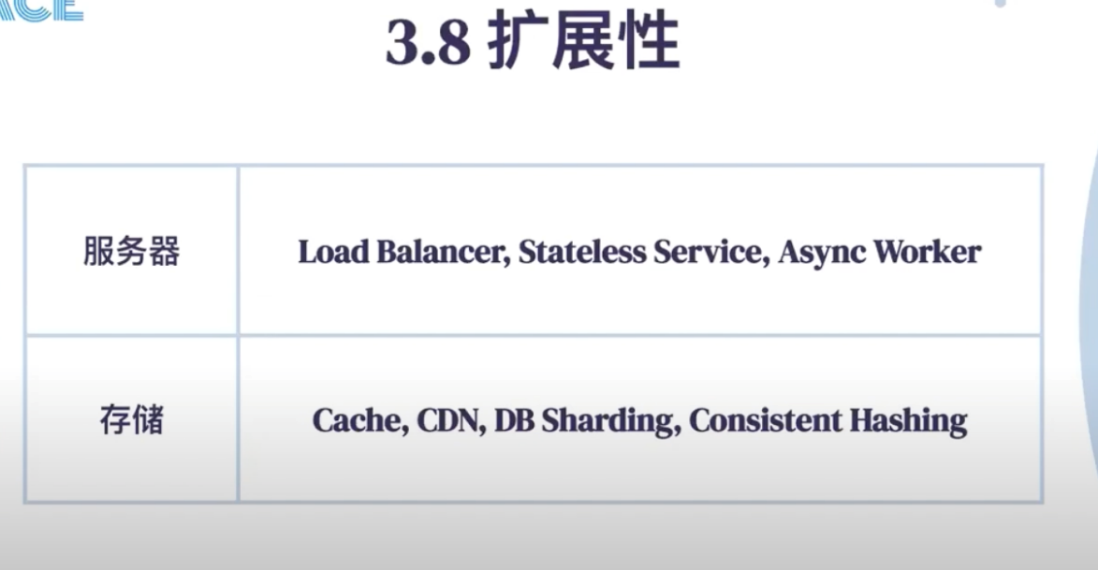 3.8 扩展性
服务器
Load Balancer, Stateless Service, Async Worker
存储
Cache, CDN, DB Sharding, Consistent Hashing